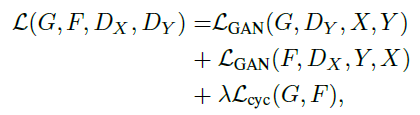 ℒ(G, F, D_X, D_Y) = ℒ_GAN(G, D_Y, X, Y)
+ ℒ_GAN(F, D_X, Y, X)
+ λℒ_cyc(G, F),